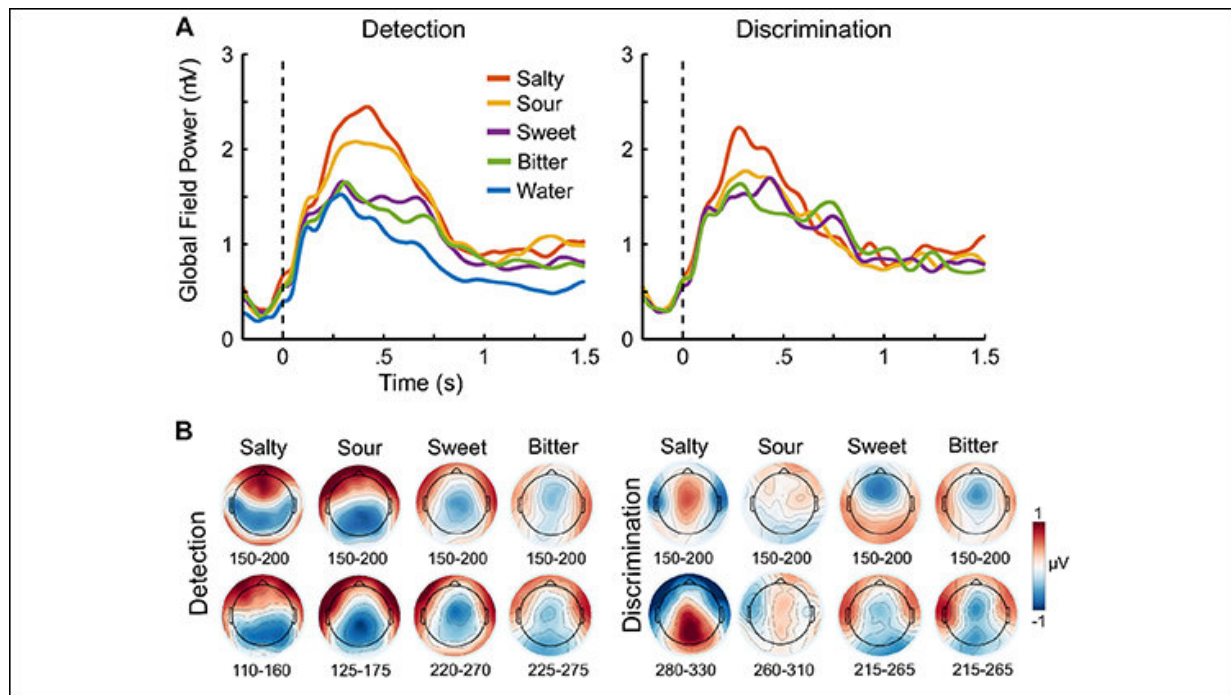 A
Detection
Discrimination
Global Field Power (mV)
3
2
1
0
Salty
Sour
Sweet
Bitter
Water
0 .5 1 1.5
Time (s)
3
2
1
0
0 .5 1 1.5
B
Detection
Salty Sour Sweet Bitter
150-200 150-200 150-200 150-200
110-160 125-175 220-270 225-275
Discrimination
Salty Sour Sweet Bitter
150-200 150-200 150-200 150-200
280-330 260-310 215-265 215-265
1
µV
-1